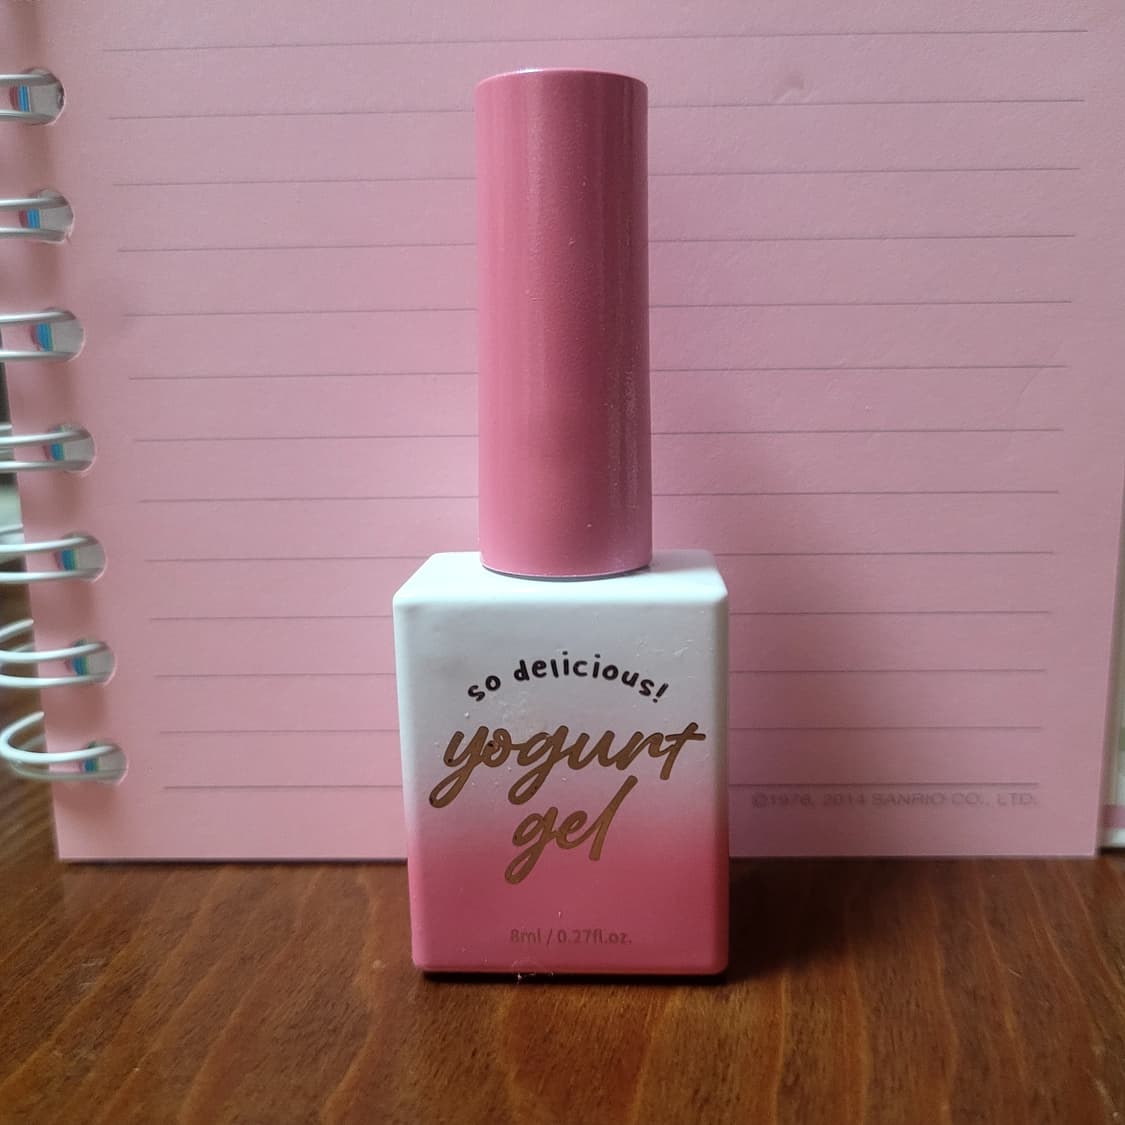 ©1976, 2014 SANRIO CO., LTD.
so delicious!
yogurt
gel
8ml / 0.27fl.oz.